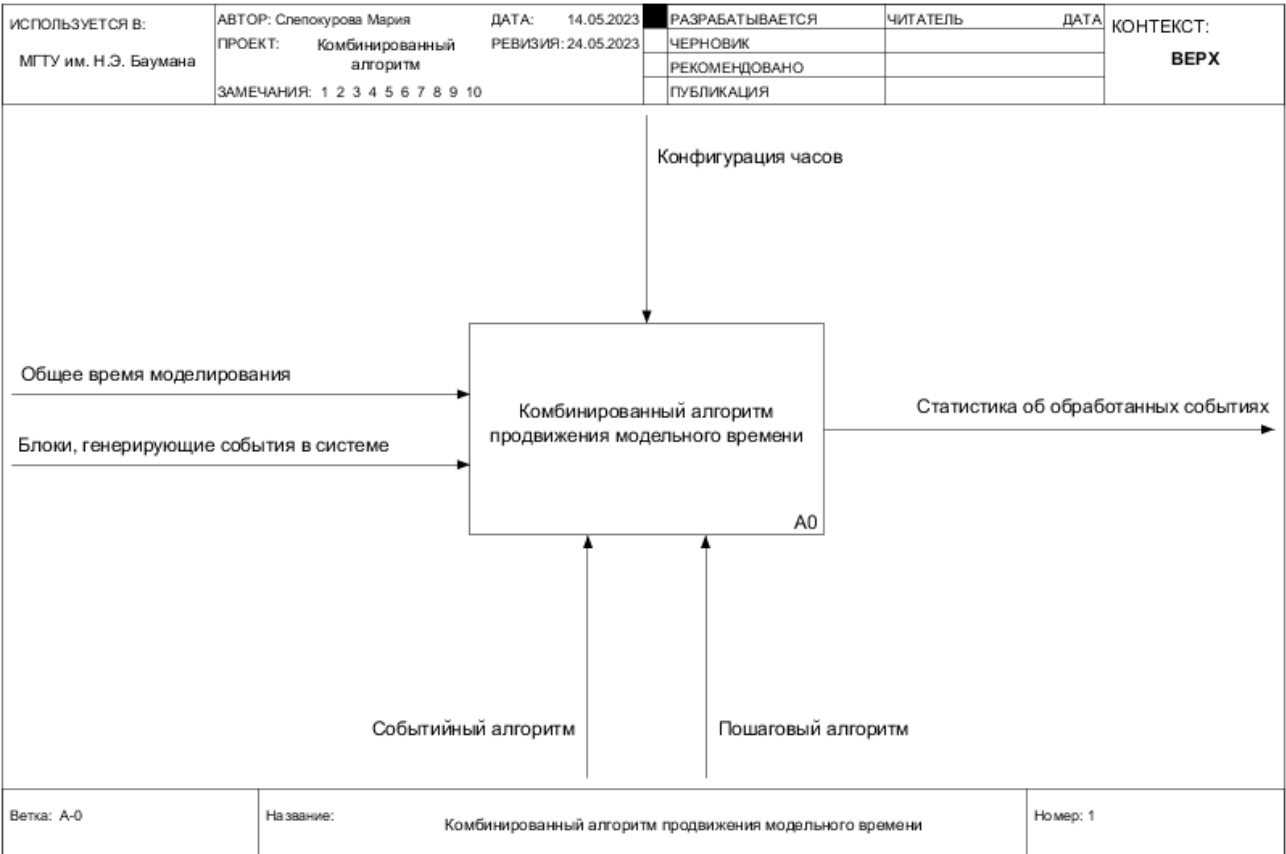 ИСПОЛЬЗУЕТСЯ В:
МГТУ им. Н.Э. Баумана
АВТОР: Слепокурова Мария
ДАТА: 14.05.2023
ПРОЕКТ: Комбинированный
алгоритм
РЕВИЗИЯ: 24.05.2023
ЗАМЕЧАНИЯ: 1 2 3 4 5 6 7 8 9 10
РАЗРАБАТЫВАЕТСЯ
ЧЕРНОВИК
РЕКОМЕНДОВАНО
ПУБЛИКАЦИЯ
ЧИТАТЕЛЬ ДАТА
КОНТЕКСТ:
ВЕРХ
Конфигурация часов
Общее время моделирования
Блоки, генерирующие события в системе
Комбинированный алгоритм
продвижения модельного времени
A0
Статистика об обработанных событиях
Событийный алгоритм
Пошаговый алгоритм
Ветка: A-0
Название: Комбинированный алгоритм продвижения модельного времени
Номер: 1